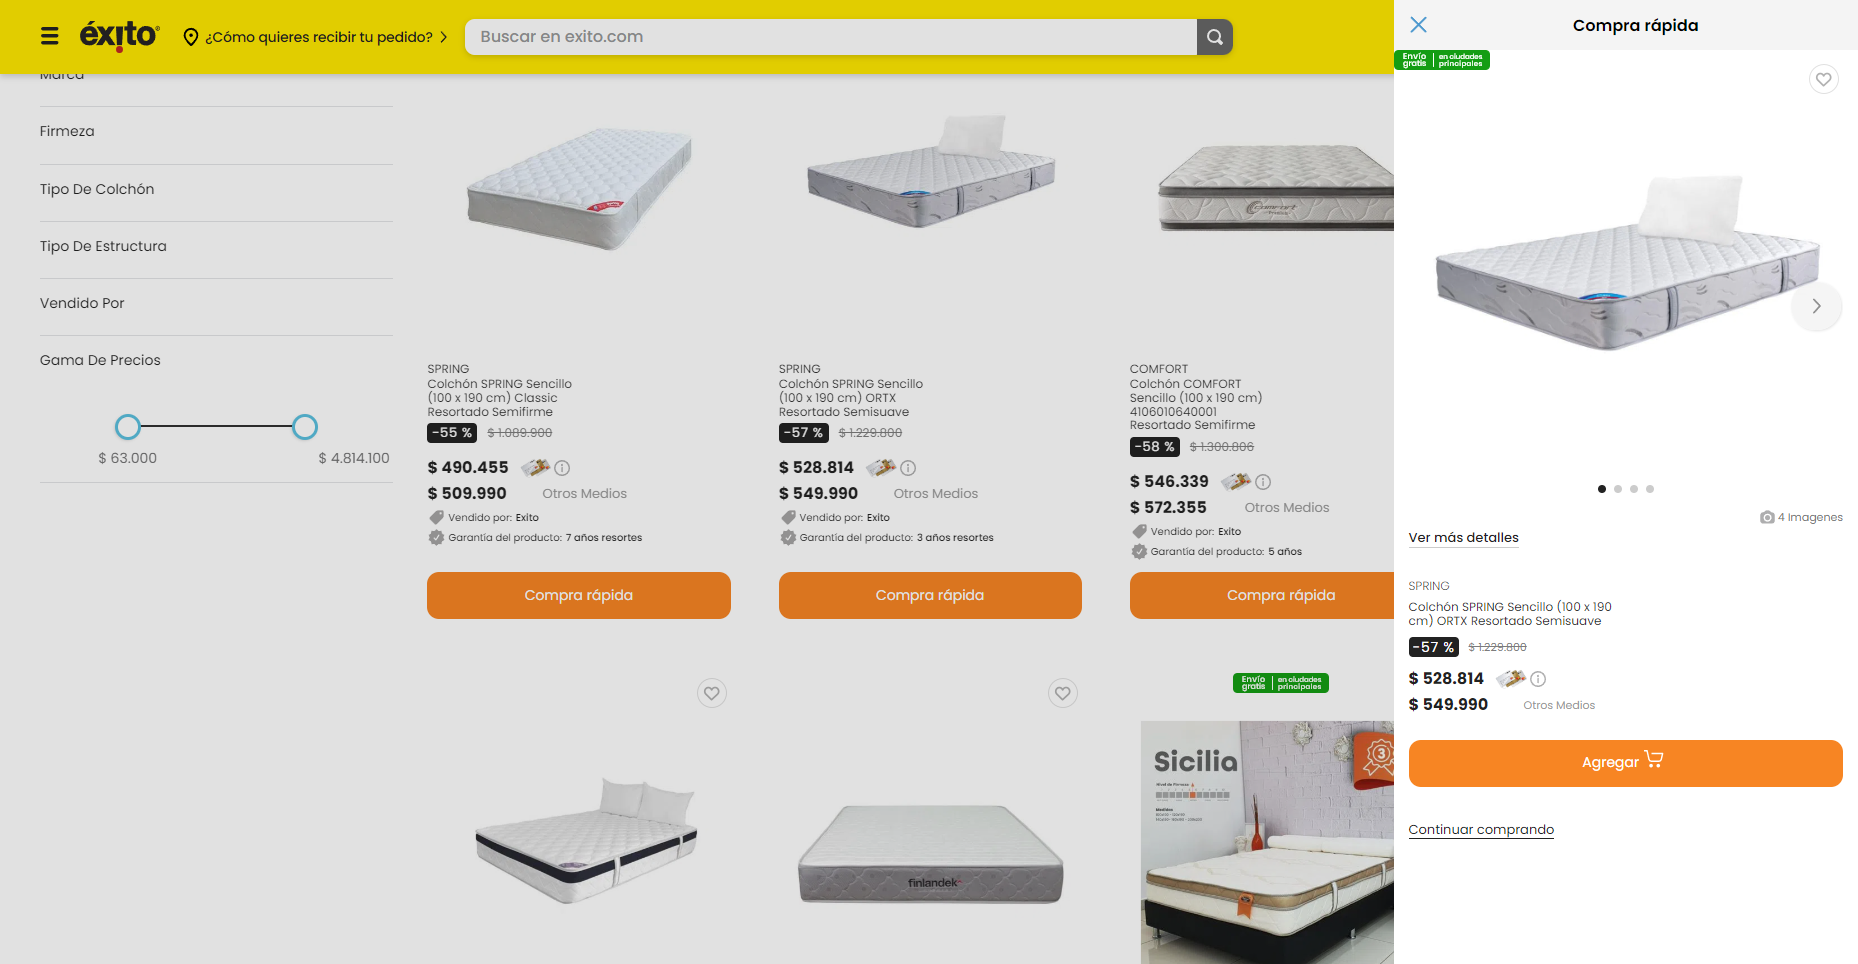 éxito
¿Cómo quieres recibir tu pedido?
Buscar en exito.com
Marca
Firmeza
Tipo De Colchón
Tipo De Estructura
Vendido Por
Gama De Precios
$ 63.000
$ 4.814.100
SPRING
Colchón SPRING Sencillo
(100 x 190 cm) Classic
Resortado Semifirme
-55 % $ 1.089.900
$ 490.455
$ 509.990 Otros Medios
Vendido por: Exito
Garantía del producto: 7 años resortes
Compra rápida
SPRING
Colchón SPRING Sencillo
(100 x 190 cm) ORTX
Resortado Semisuave
-57 % $ 1.229.800
$ 528.814
$ 549.990 Otros Medios
Vendido por: Exito
Garantía del producto: 3 años resortes
Compra rápida
Comfort
COMFORT
Colchón COMFORT
Sencillo (100 x 190 cm)
4106010640001
Resortado Semifirme
-58 % $ 1.300.806
$ 546.339
$ 572.355 Otros Medios
Vendido por: Exito
Garantía del producto: 5 años
Compra rápida
finlandek
Envío gratis en ciudades principales
Sicilia
Nivel de Firmeza
Medidas
3
Compra rápida
Envío gratis en ciudades principales
4 Imagenes
Ver más detalles
SPRING
Colchón SPRING Sencillo (100 x 190
cm) ORTX Resortado Semisuave
-57 % $ 1.229.800
$ 528.814
$ 549.990 Otros Medios
Agregar
Continuar comprando